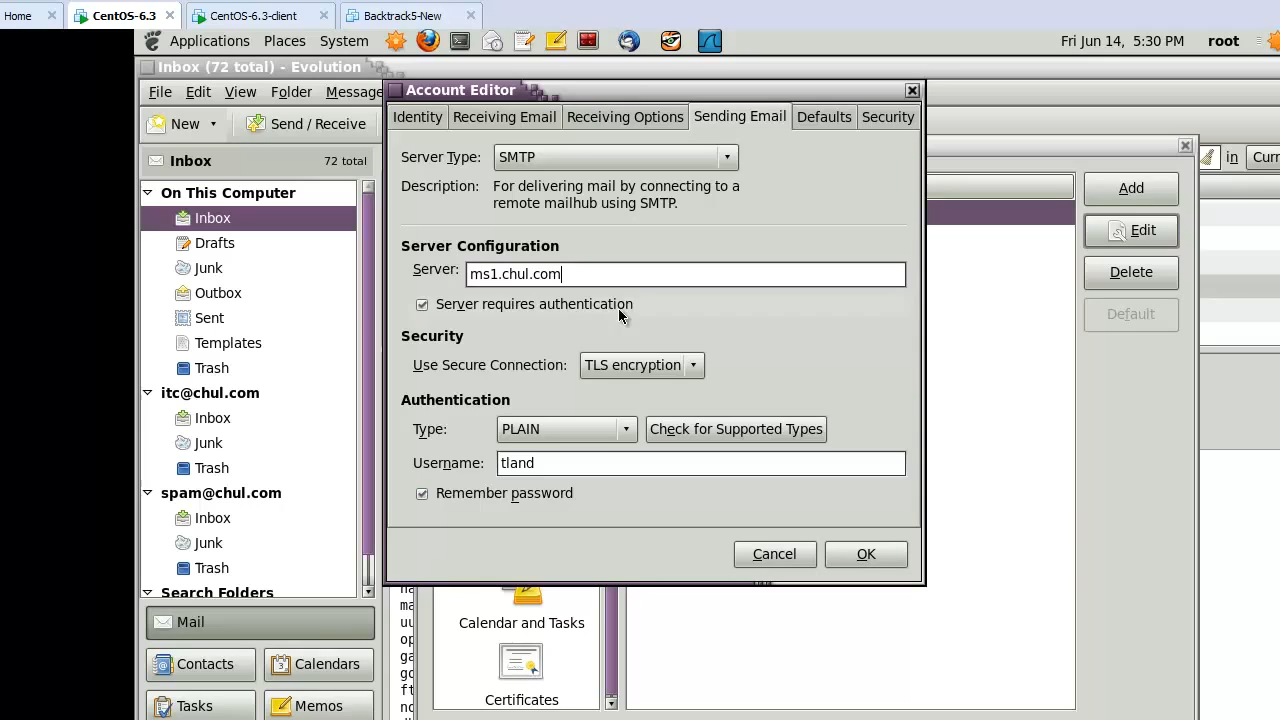 Home
CentOS-6.3
CentOS-6.3-client
Backtrack5-New
Applications Places System
Fri Jun 14, 5:30 PM root
Inbox (72 total) - Evolution
File Edit View Folder Message
New
Send / Receive
Inbox 72 total
On This Computer
Inbox
Drafts
Junk
Outbox
Sent
Templates
Trash
itc@chul.com
Inbox
Junk
Trash
spam@chul.com
Inbox
Junk
Trash
Search Folders
Mail
Contacts
Calendars
Tasks
Memos
Account Editor
Identity Receiving Email Receiving Options Sending Email Defaults Security
Server Type: SMTP
Description: For delivering mail by connecting to a
remote mailhub using SMTP.
Server Configuration
Server: ms1.chul.com
Server requires authentication
Security
Use Secure Connection: TLS encryption
Authentication
Type: PLAIN Check for Supported Types
Username: tland
Remember password
Cancel OK
in
Add
Edit
Delete
Default
Calendar and Tasks
Certificates